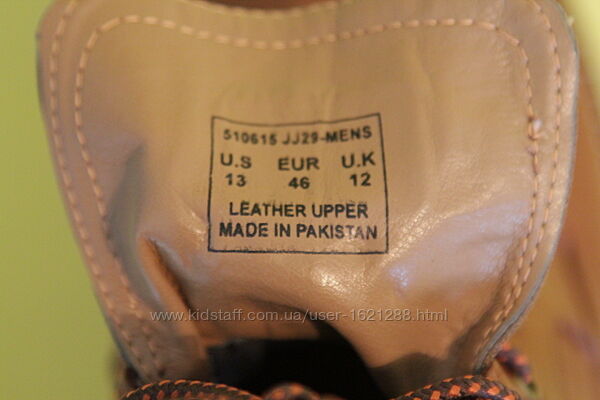 510615 JJ29-MENS
U.S EUR U.K
13 46 12
LEATHER UPPER
MADE IN PAKISTAN
www.kidstaff.com.ua/user-1621288.html